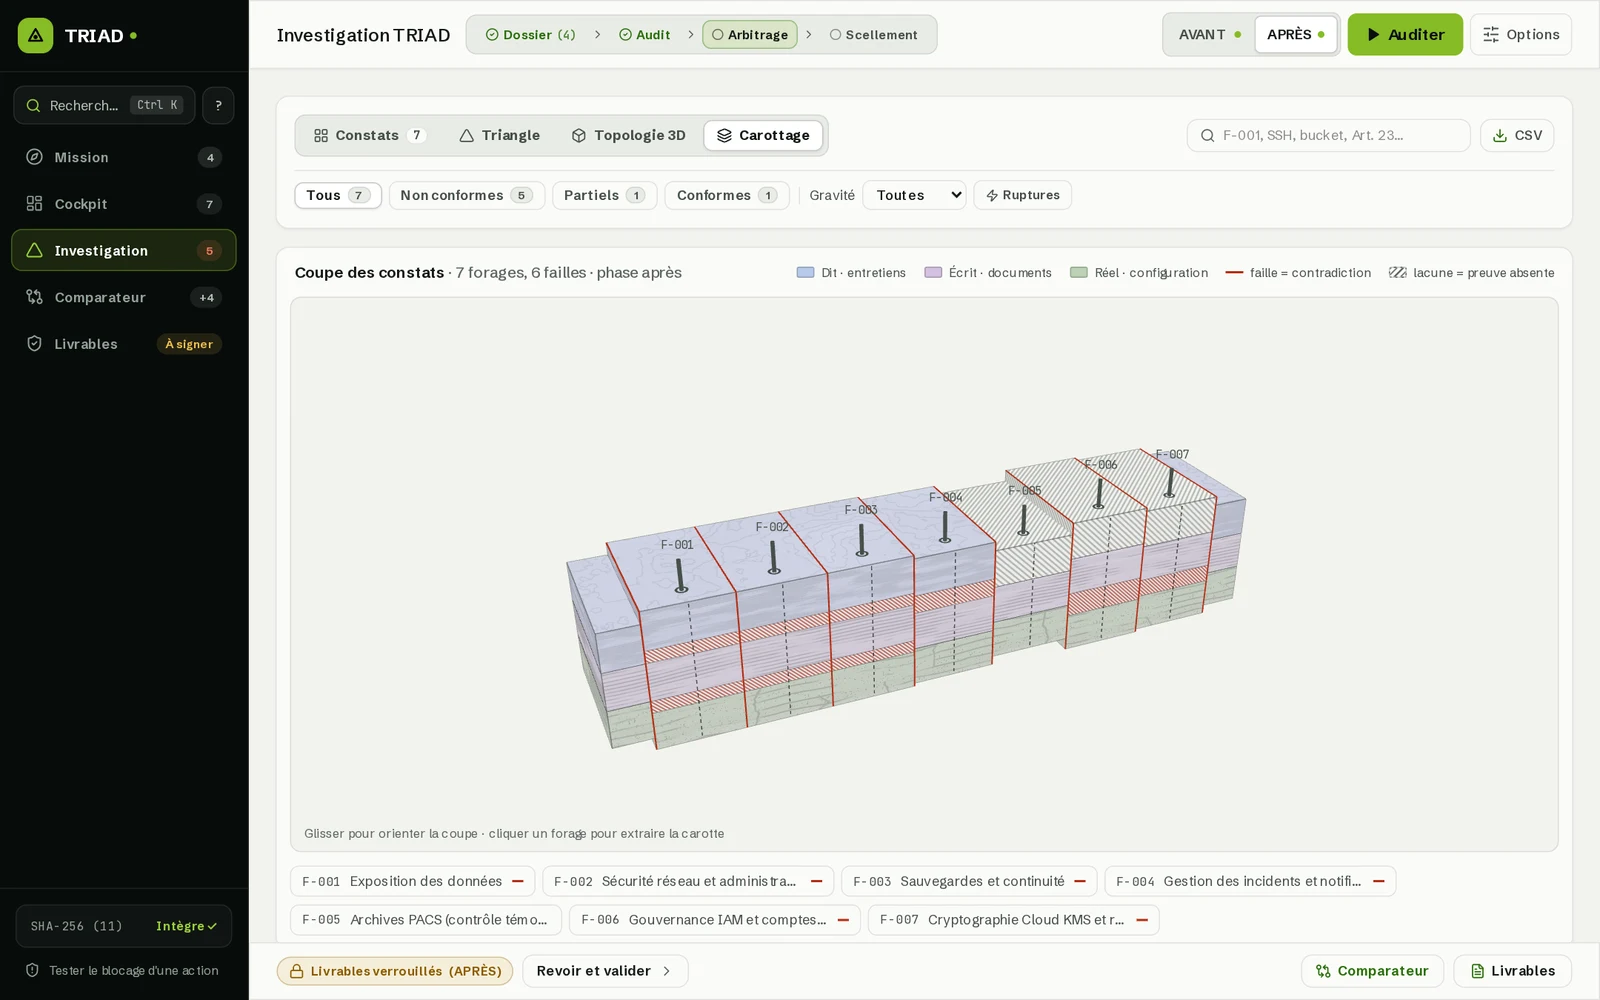 TRIAD
Recherch... Ctrl K ?
Mission 4
Cockpit 7
Investigation 5
Comparateur +4
Livrables À signer
SHA-256 (11) Intègre
Tester le blocage d'une action
Investigation TRIAD
Dossier (4) Audit Arbitrage Scellement
AVANT APRÈS Auditer Options
Constats 7 Triangle Topologie 3D Carottage
F-001, SSH, bucket, Art. 23... CSV
Tous 7 Non conformes 5 Partiels 1 Conformes 1 Gravité Toutes Ruptures
Coupe des constats · 7 forages, 6 failles · phase après
Dit · entretiens Écrit · documents Réel · configuration faille = contradiction lacune = preuve absente
F-001
F-002
F-003
F-004
F-005
F-006
F-007
Glisser pour orienter la coupe · cliquer un forage pour extraire la carotte
F-001 Exposition des données
F-002 Sécurité réseau et administra...
F-003 Sauvegardes et continuité
F-004 Gestion des incidents et notifi...
F-005 Archives PACS (contrôle témo...
F-006 Gouvernance IAM et comptes...
F-007 Cryptographie Cloud KMS et r...
Livrables verrouillés (APRÈS) Revoir et valider
Comparateur Livrables